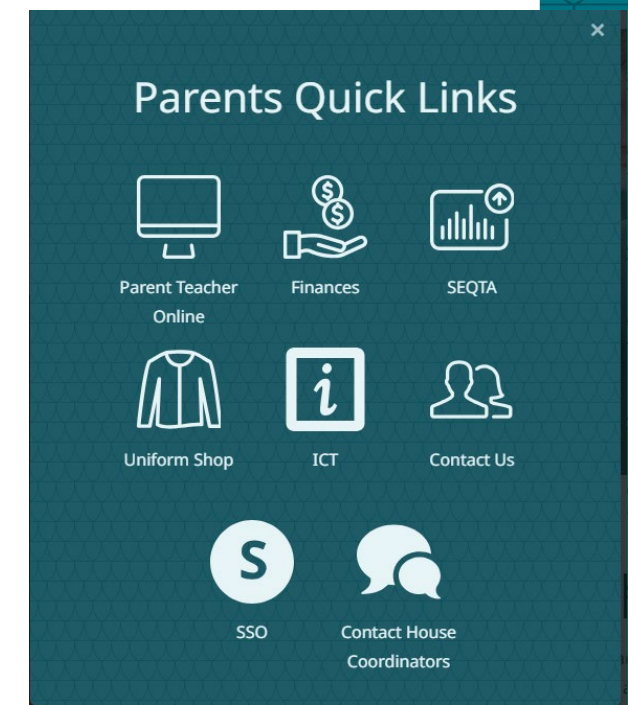 Parents Quick Links
Parent Teacher
Online
Finances
SEQTA
Uniform Shop
ICT
Contact Us
S
SSO
Contact House
Coordinators